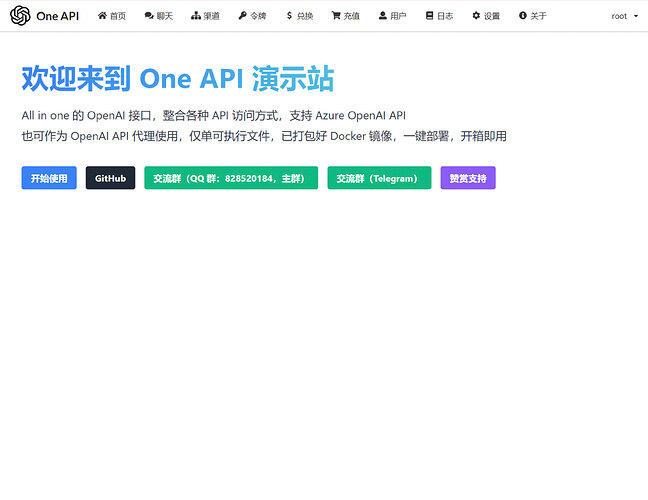 One API 首页 聊天 渠道 令牌 兑换 充值 用户 日志 设置 关于 root
欢迎来到 One API 演示站
All in one 的 OpenAI 接口，整合各种 API 访问方式，支持 Azure OpenAI API
也可作为 OpenAI API 代理使用，仅单可执行文件，已打包好 Docker 镜像，一键部署，开箱即用
开始使用 GitHub 交流群（QQ 群：828520184，主群） 交流群（Telegram） 赞赏支持